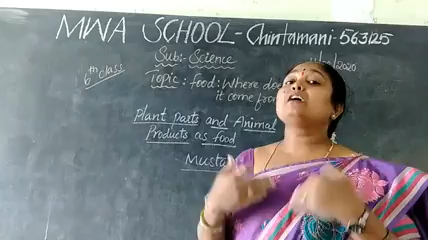 MWA SCHOOL - Chintamani - 563125
Sub:- Science
6th class
Topic : food : Where does
it come from
Plant parts and Animal
Products as food